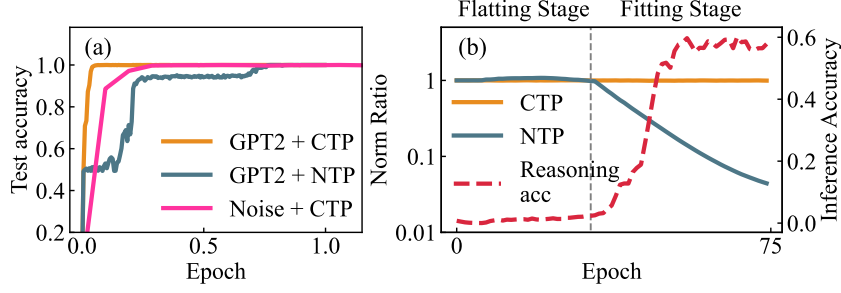 Flatting Stage Fitting Stage
(a)
Test accuracy
1.0
0.8
0.6
0.4
0.2
GPT2 + CTP
GPT2 + NTP
Noise + CTP
0.0 0.5 1.0
Epoch
(b)
Norm Ratio
1
0.1
0.01
CTP
NTP
Reasoning
acc
0.6
0.4
0.2
0.0
Inference Accuracy
0 75
Epoch